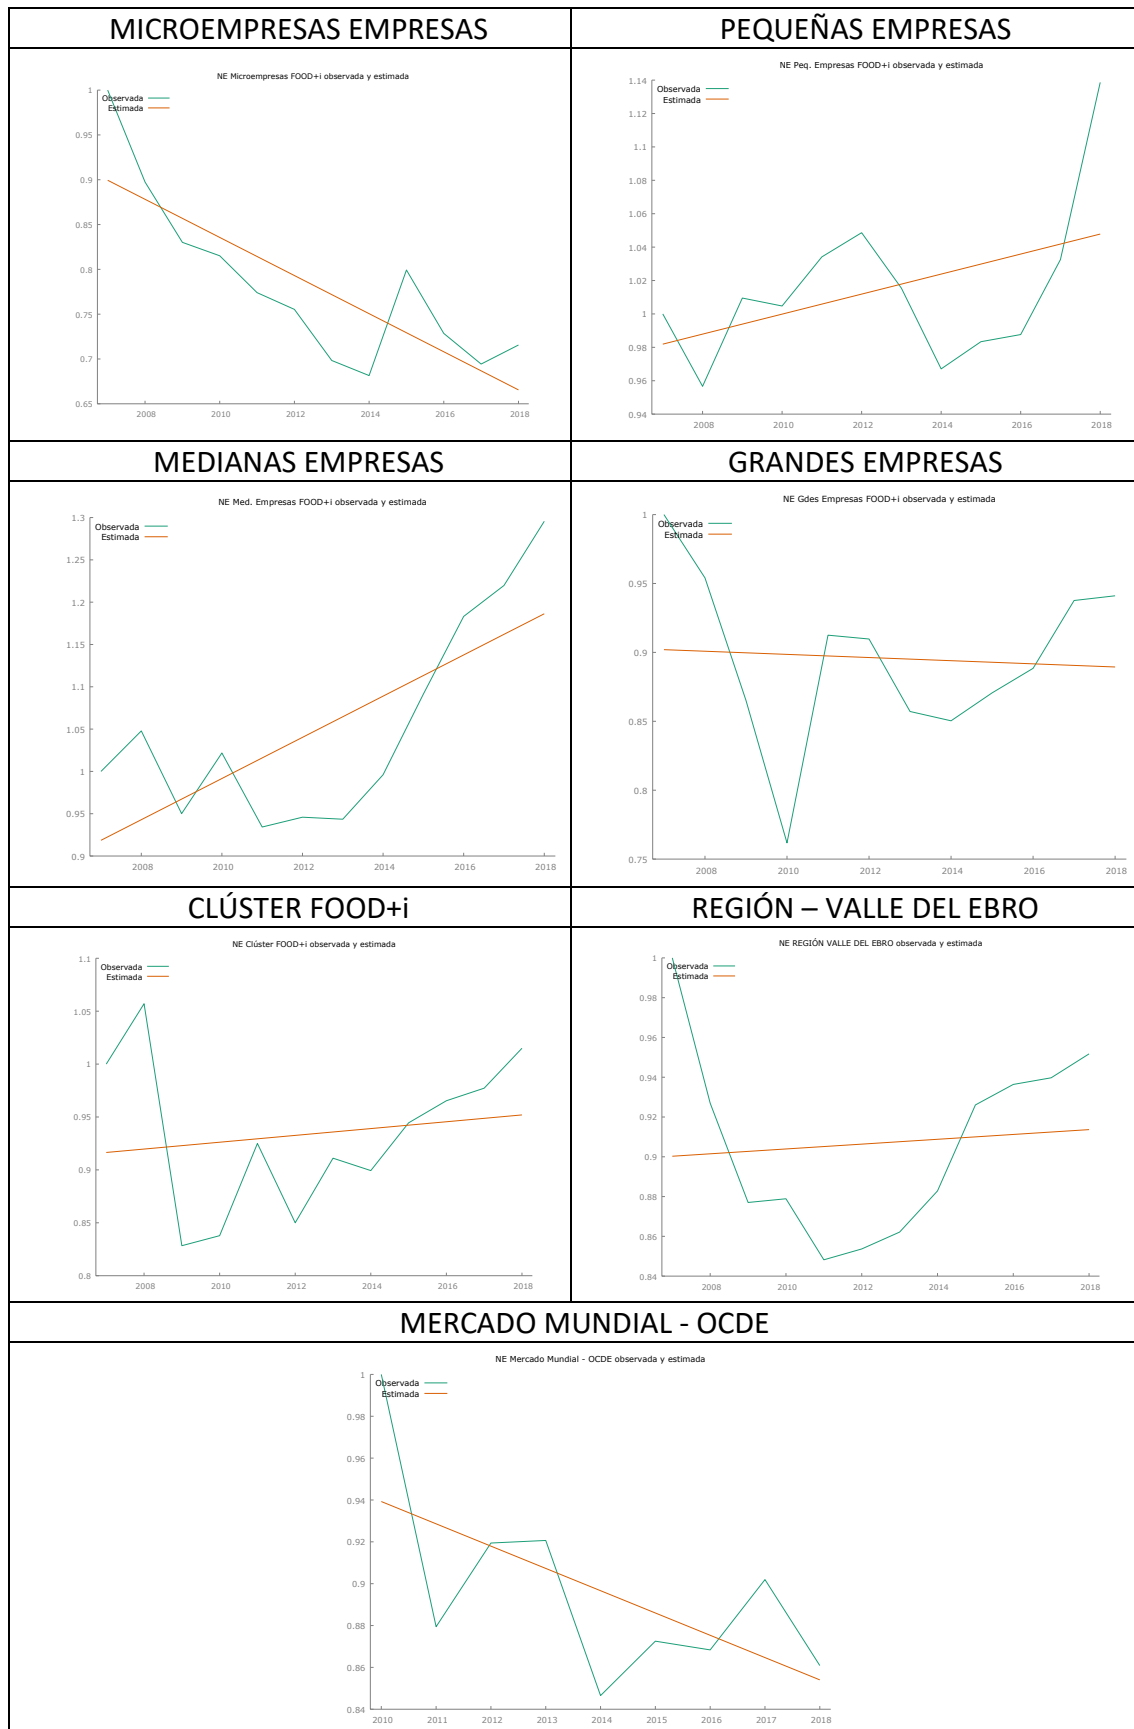 MICROEMPRESAS EMPRESAS
PEQUEÑAS EMPRESAS
NE Microempresas FOOD+i observada y estimada
Observada
Estimada
1
0.95
0.9
0.85
0.8
0.75
0.7
0.65
2008 2010 2012 2014 2016 2018
NE Peq. Empresas FOOD+i observada y estimada
Observada
Estimada
1.14
1.12
1.1
1.08
1.06
1.04
1.02
1
0.98
0.96
0.94
2008 2010 2012 2014 2016 2018
MEDIANAS EMPRESAS
GRANDES EMPRESAS
NE Med. Empresas FOOD+i observada y estimada
Observada
Estimada
1.3
1.25
1.2
1.15
1.1
1.05
1
0.95
0.9
2008 2010 2012 2014 2016 2018
NE Gdes Empresas FOOD+i observada y estimada
Observada
Estimada
1
0.95
0.9
0.85
0.8
0.75
2008 2010 2012 2014 2016 2018
CLÚSTER FOOD+i
REGIÓN – VALLE DEL EBRO
NE Clúster FOOD+i observada y estimada
Observada
Estimada
1.1
1.05
1
0.95
0.9
0.85
0.8
2008 2010 2012 2014 2016 2018
NE REGIÓN VALLE DEL EBRO observada y estimada
Observada
Estimada
1
0.98
0.96
0.94
0.92
0.9
0.88
0.86
0.84
2008 2010 2012 2014 2016 2018
MERCADO MUNDIAL - OCDE
NE Mercado Mundial - OCDE observada y estimada
Observada
Estimada
1
0.98
0.96
0.94
0.92
0.9
0.88
0.86
0.84
2010 2011 2012 2013 2014 2015 2016 2017 2018